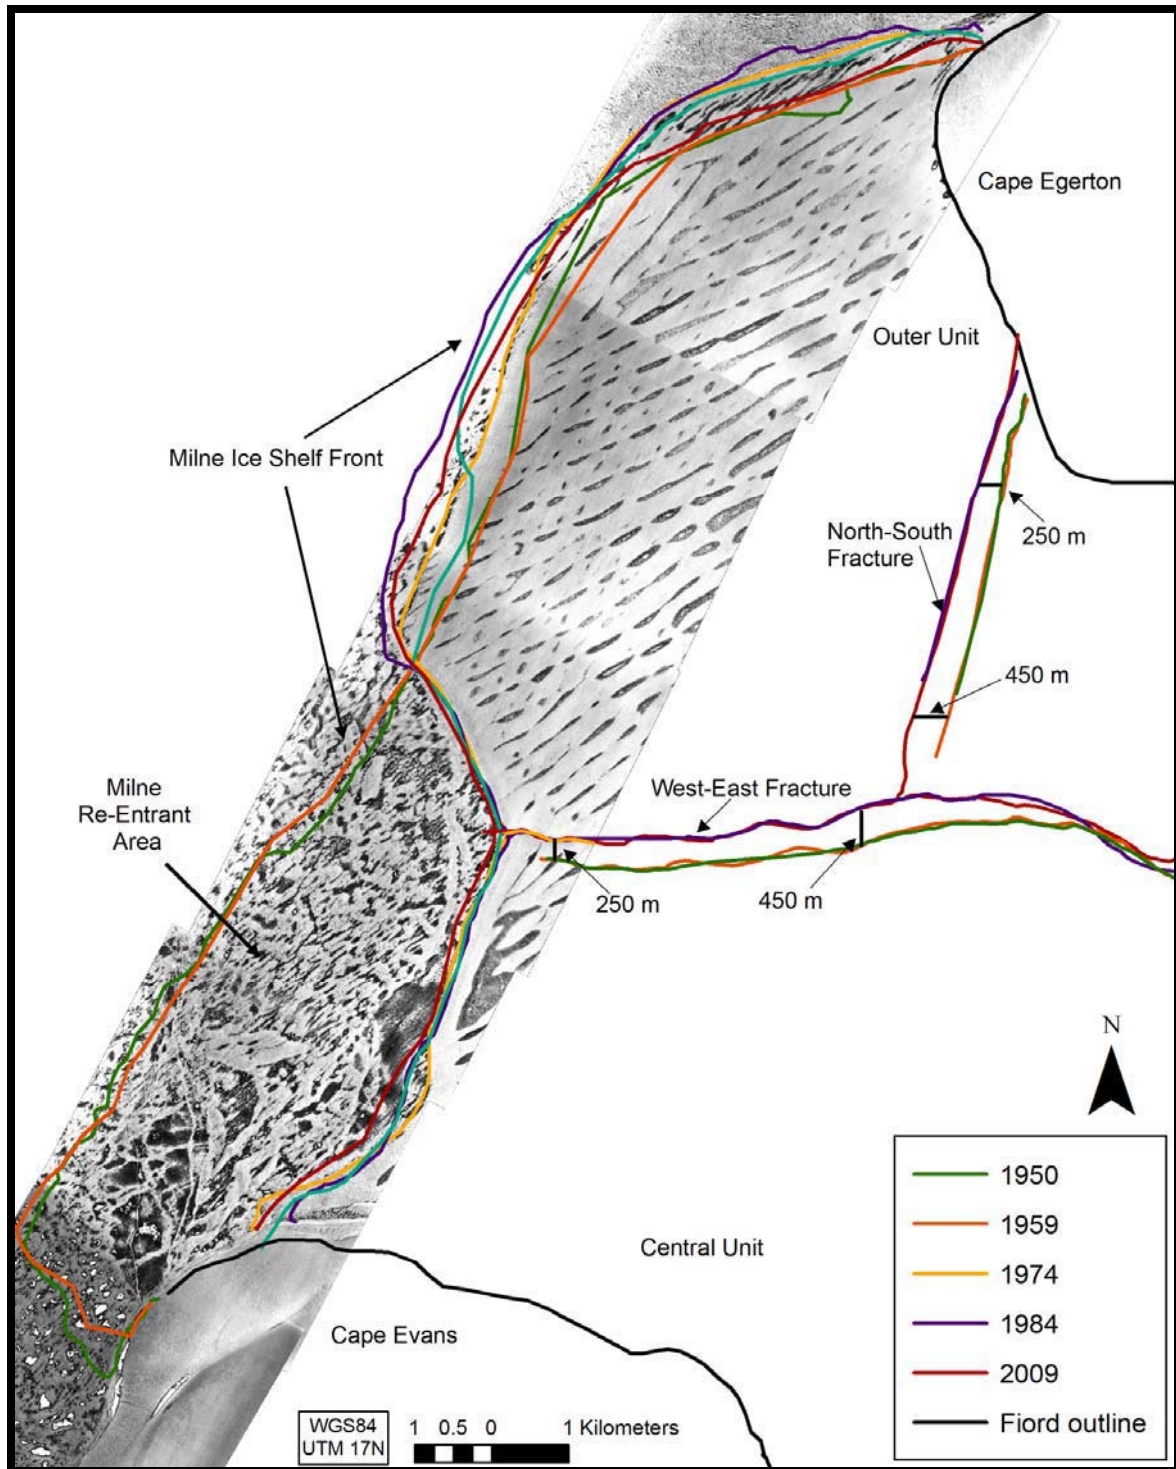 Cape Egerton
Outer Unit
Milne Ice Shelf Front
North-South
Fracture
250 m
450 m
Milne
Re-Entrant
Area
West-East Fracture
250 m
450 m
N
Central Unit
Cape Evans
1950
1959
1974
1984
2009
Fiord outline
WGS84
UTM 17N
1 0.5 0 1 Kilometers